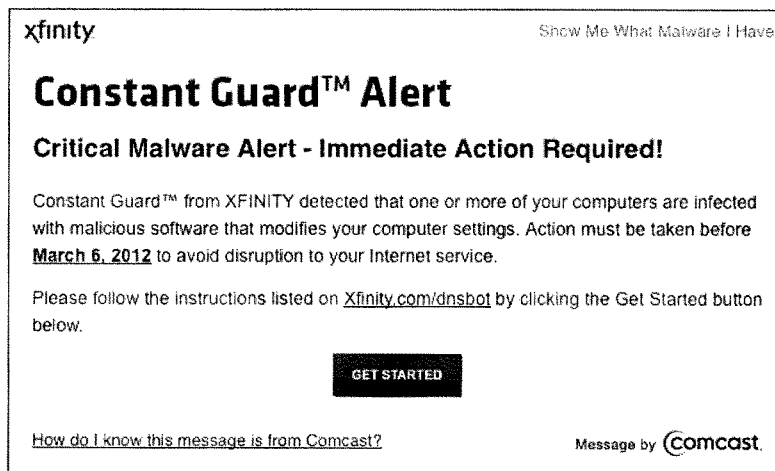 xfinity
Show Me What Malware I Have
Constant Guard™ Alert
Critical Malware Alert - Immediate Action Required!
Constant Guard™ from XFINITY detected that one or more of your computers are infected
with malicious software that modifies your computer settings. Action must be taken before
March 6, 2012 to avoid disruption to your Internet service.
Please follow the instructions listed on Xfinity.com/dnsbot by clicking the Get Started button
below.
GET STARTED
How do I know this message is from Comcast?
Message by comcast.